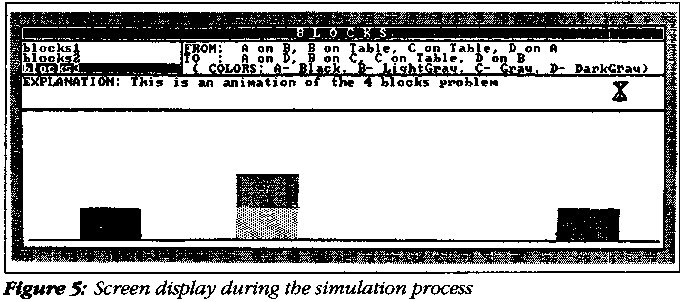 BLOCKS
blocks1
blocks2
FROM: A on B, B on Table, C on Table, D on A
TO : A on D, B on C, C on Table, D on B
( COLORS: A- Black, B- LightGray, C- Gray, D- DarkGray)
EXPLANATION: This is an animation of the 4 blocks problem
Figure 5: Screen display during the simulation process